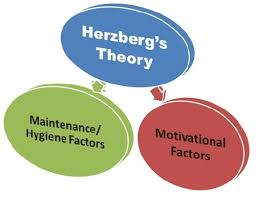 Herzberg's
Theory
Maintenance/
Hygiene Factors
Motivational
Factors